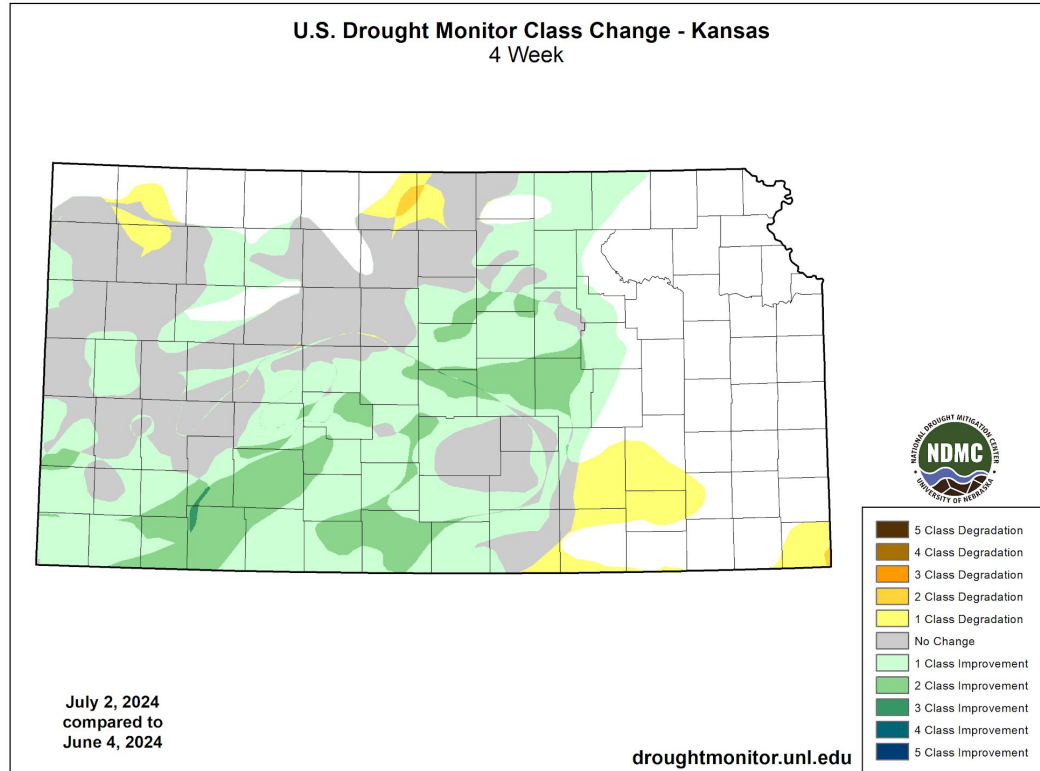 U.S. Drought Monitor Class Change - Kansas
4 Week
NATIONAL DROUGHT MITIGATION CENTER
NDMC
UNIVERSITY OF NEBRASKA
5 Class Degradation
4 Class Degradation
3 Class Degradation
2 Class Degradation
1 Class Degradation
No Change
1 Class Improvement
2 Class Improvement
3 Class Improvement
4 Class Improvement
5 Class Improvement
July 2, 2024
compared to
June 4, 2024
droughtmonitor.unl.edu